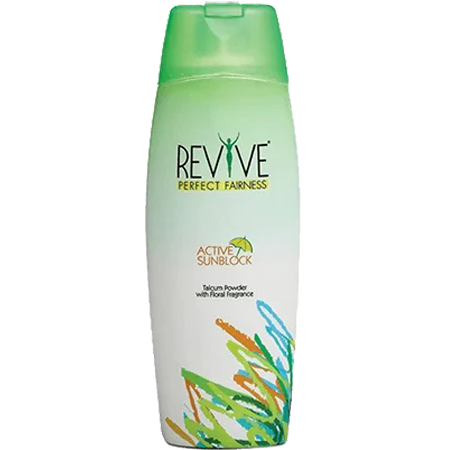 REVIVE
PERFECT FAIRNESS
ACTIVE
SUNBLOCK
Talcum Powder
with Floral Fragrance